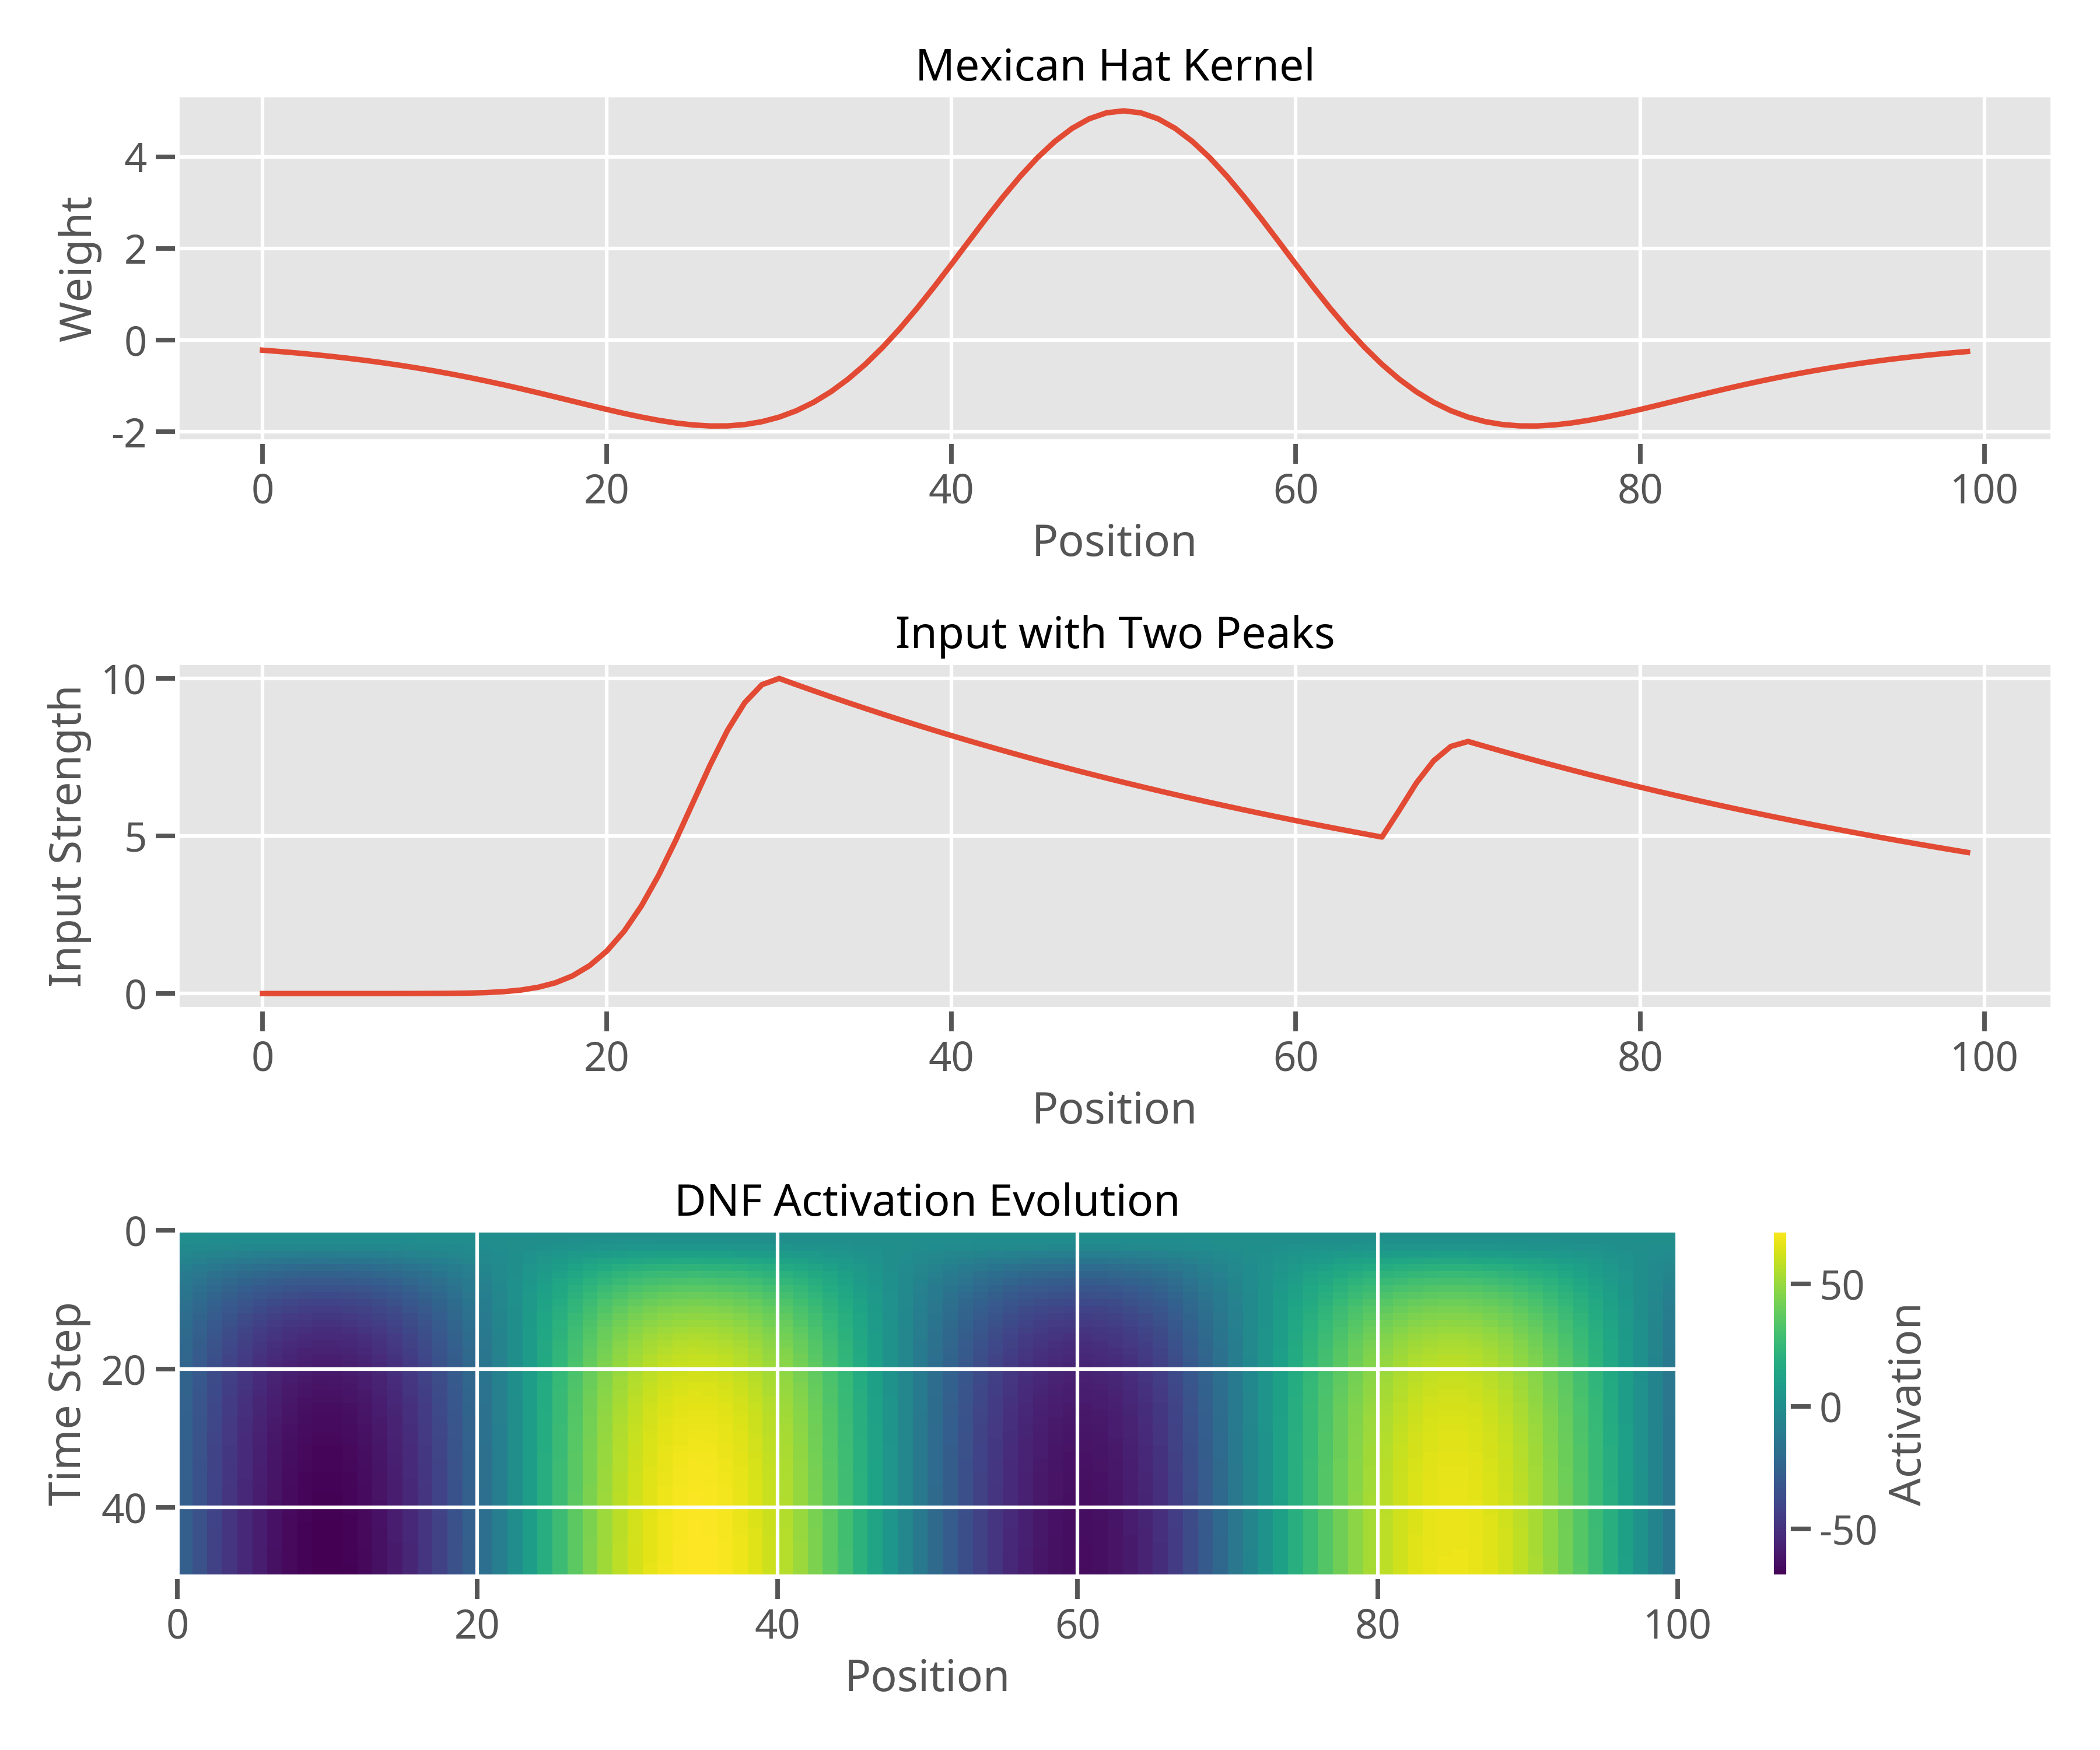 Mexican Hat Kernel
Weight
4
2
0
-2
0 20 40 60 80 100
Position
Input with Two Peaks
Input Strength
10
5
0
0 20 40 60 80 100
Position
DNF Activation Evolution
Time Step
0
20
40
0 20 40 60 80 100
Position
50
0
-50
Activation